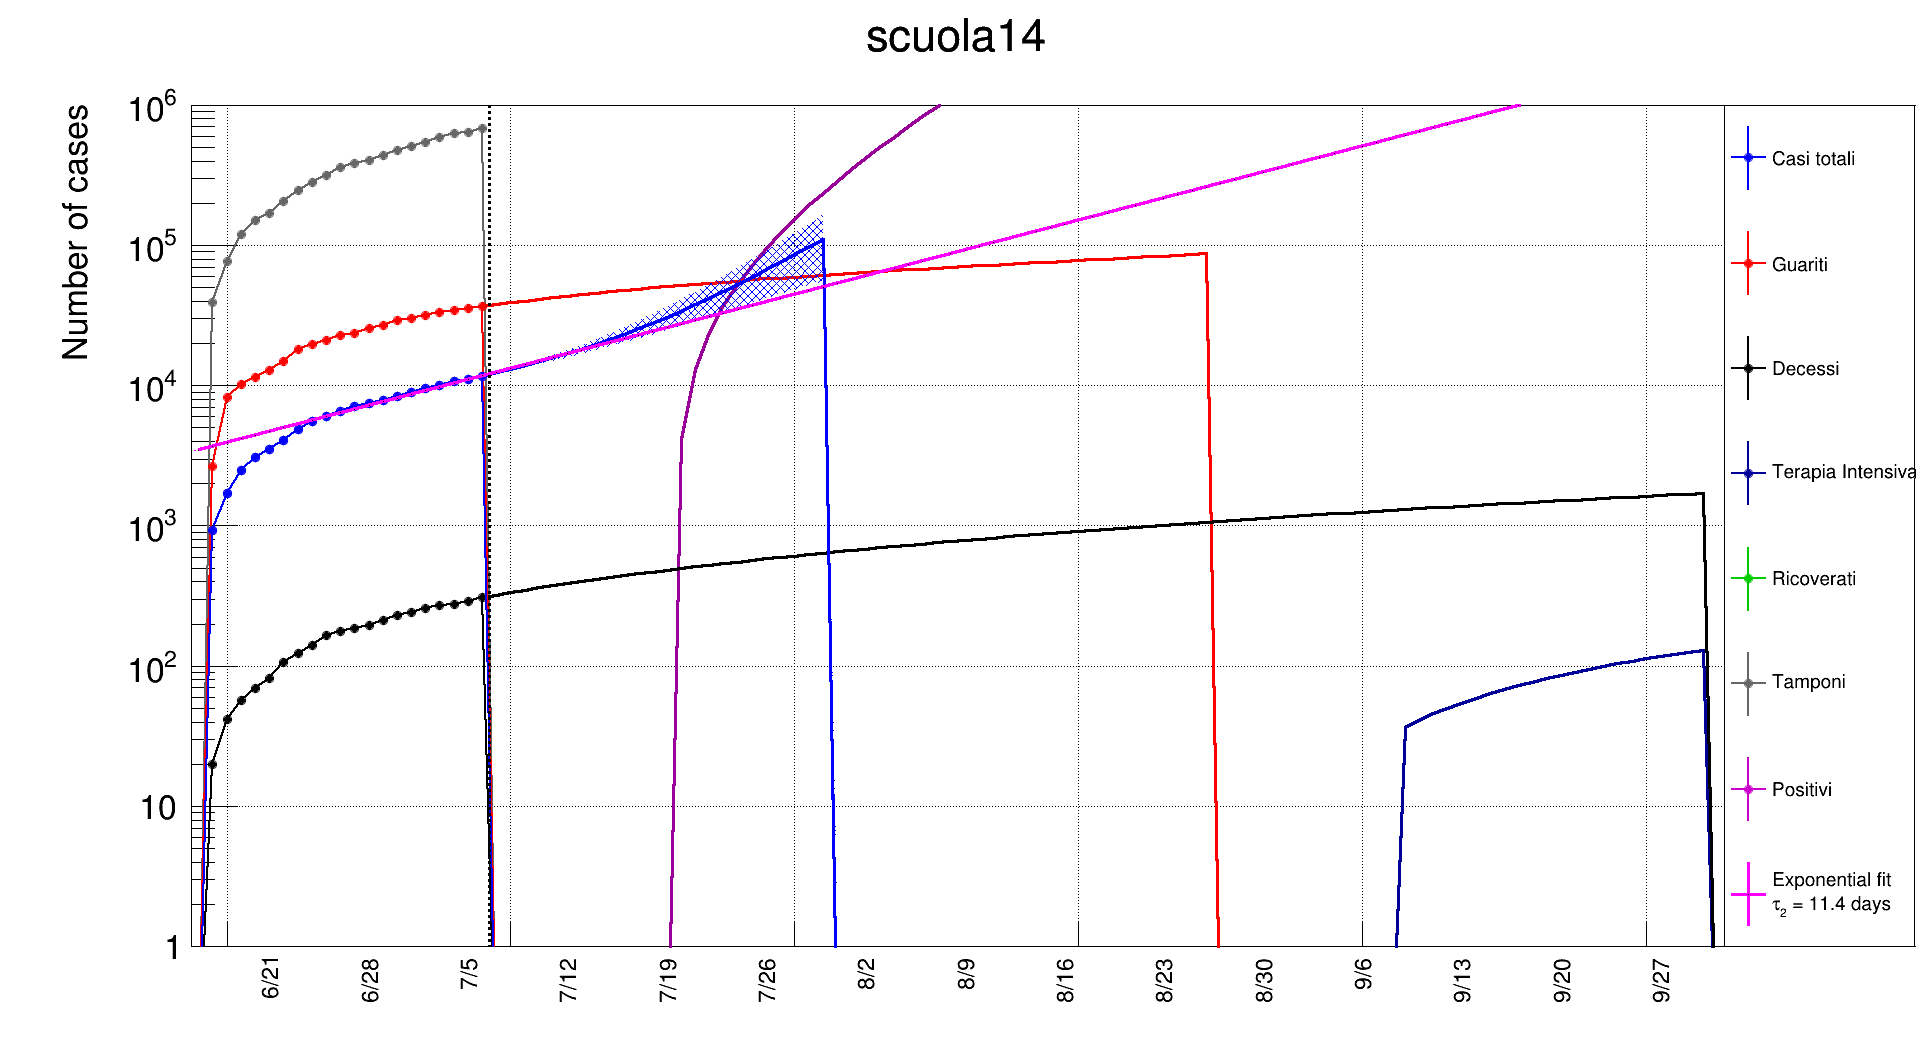 scuola14
Number of cases
10^6
10^5
10^4
10^3
10^2
10
1
6/21
6/28
7/5
7/12
7/19
7/26
8/2
8/9
8/16
8/23
8/30
9/6
9/13
9/20
9/27
Casi totali
Guariti
Decessi
Terapia Intensiva
Ricoverati
Tamponi
Positivi
Exponential fit
τ₂ = 11.4 days